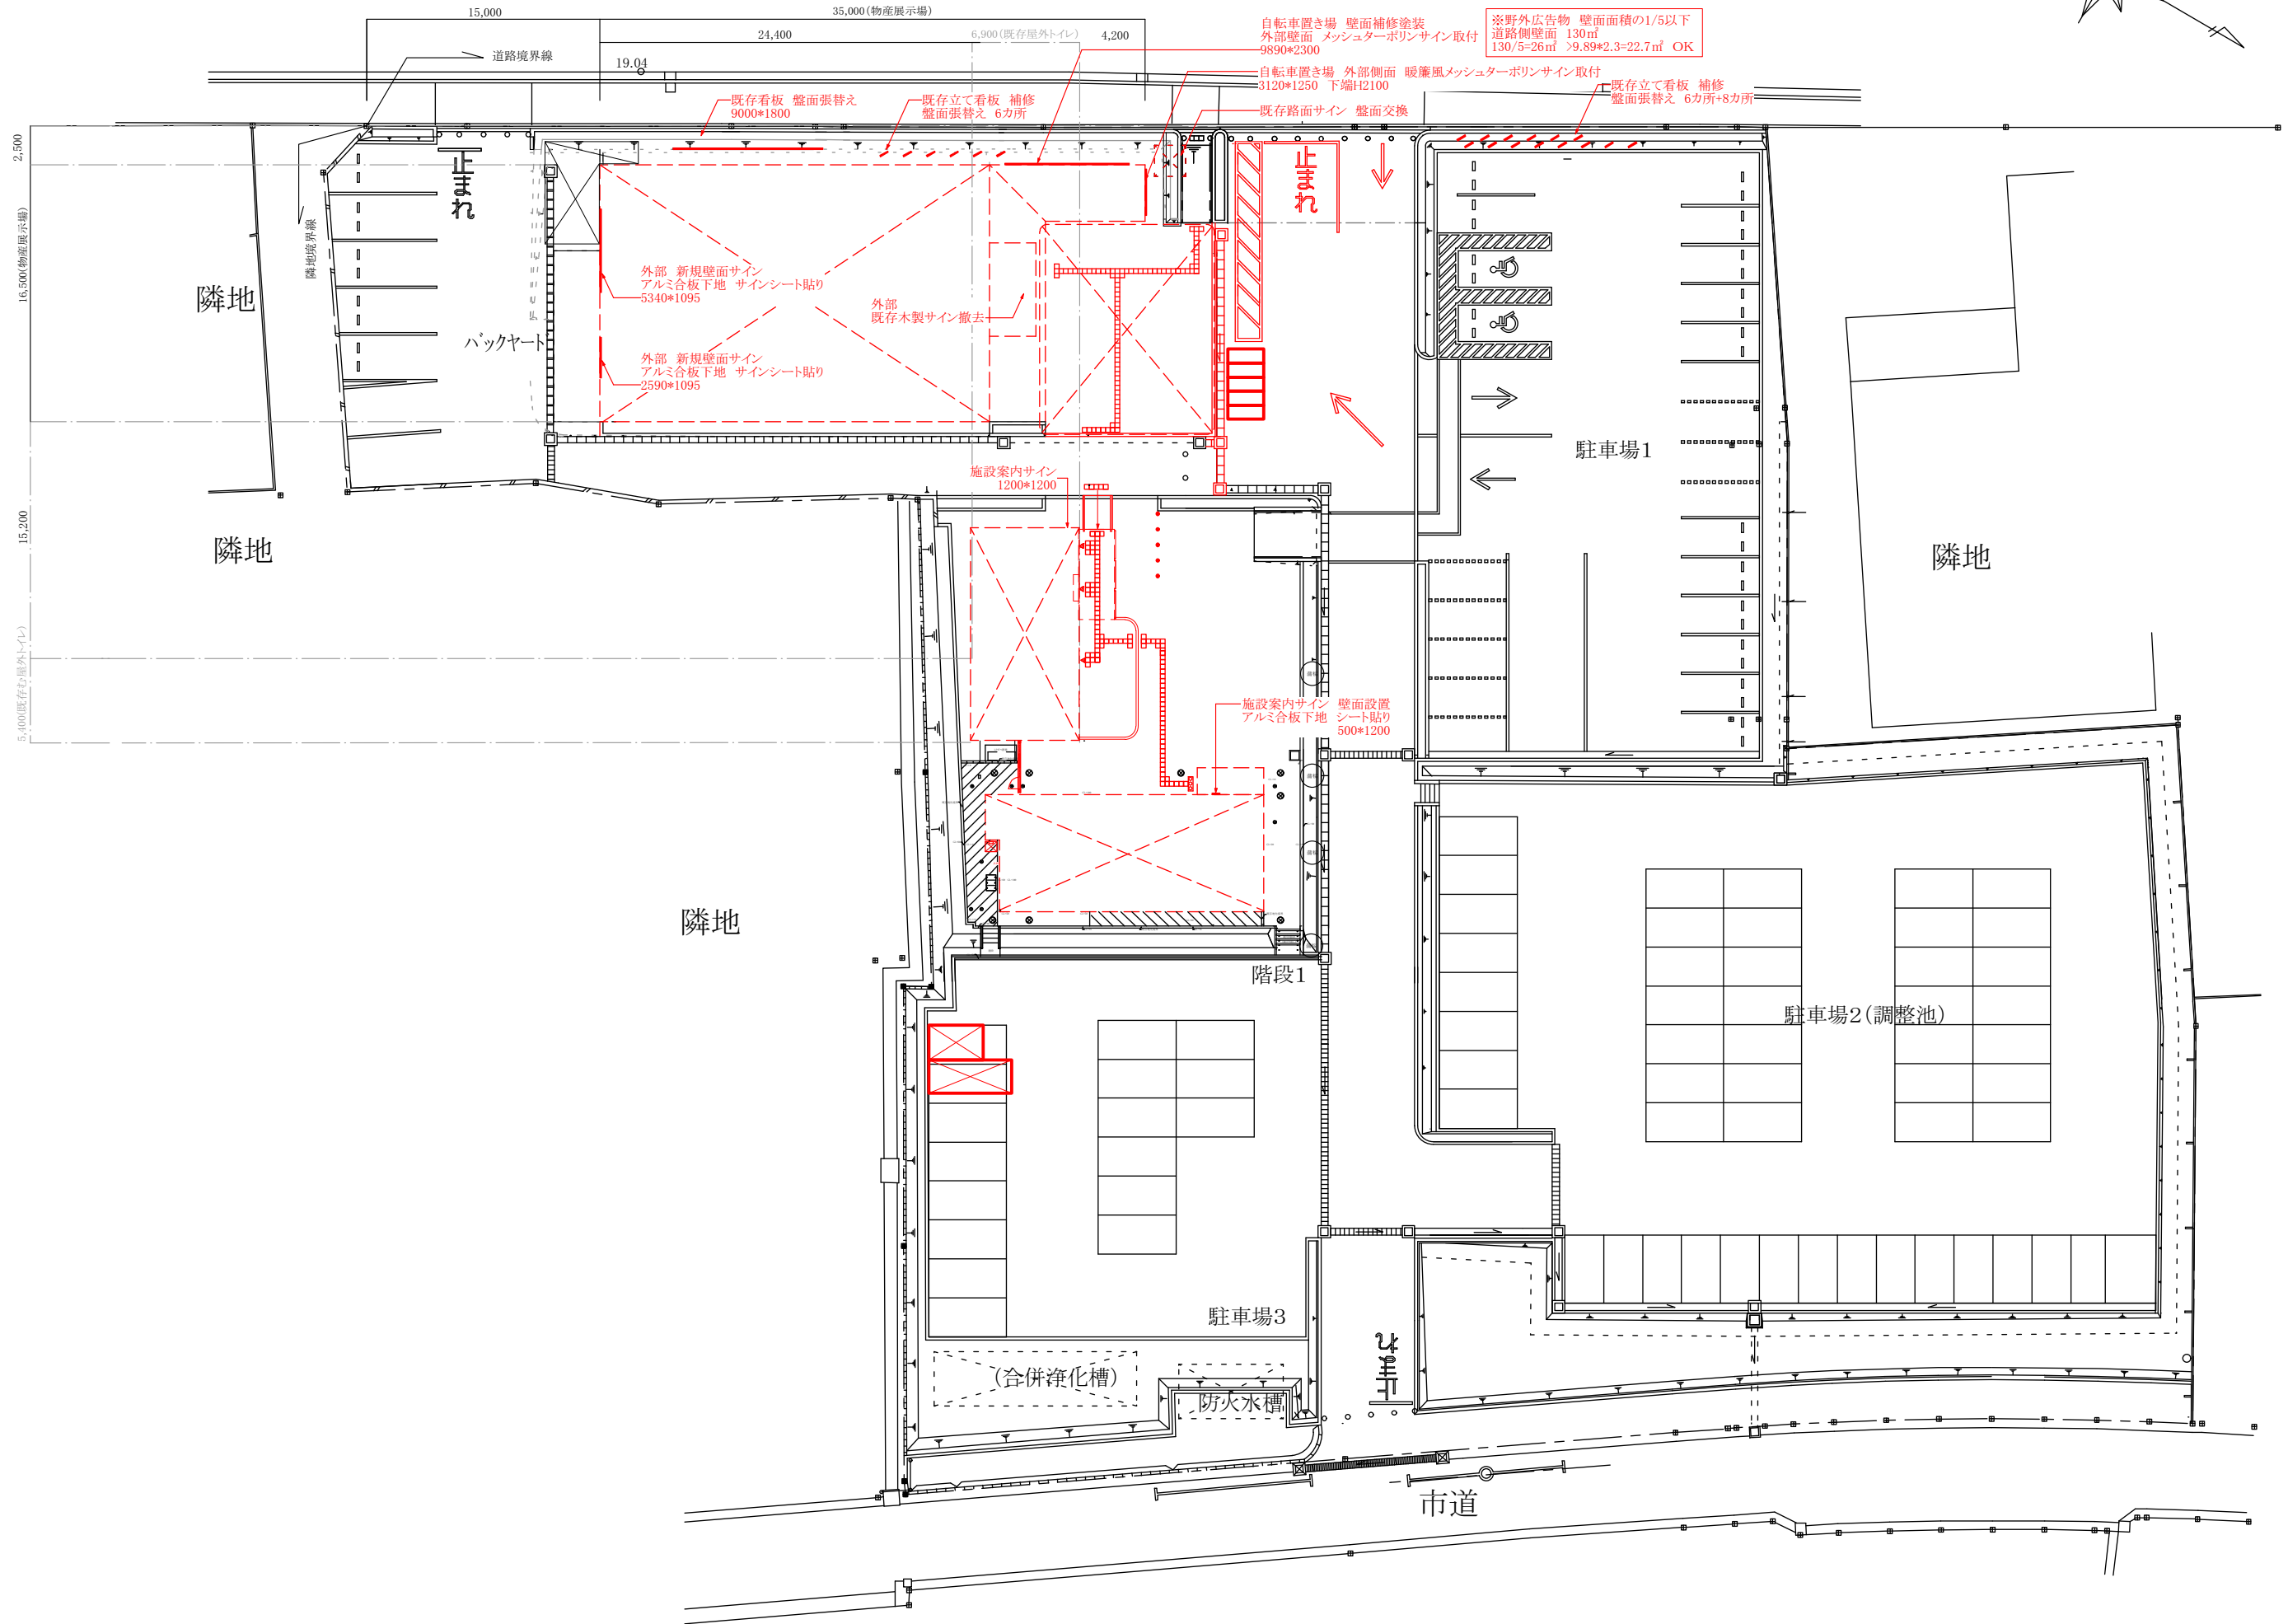 15,000
35,000(物産展示場)
24,400
6,900(既存屋外トイレ)
4,200
道路境界線
19.04
自転車置き場 壁面補修塗装
外部壁面 メッシュターポリンサイン取付
9890*2300
※野外広告物 壁面面積の1/5以下
道路側壁面 130㎡
130/5=26㎡ >9.89*2.3=22.7㎡ OK
自転車置き場 外部側面 暖簾風メッシュターポリンサイン取付
3120*1250 下端H2100
既存路面サイン 盤面交換
既存立て看板 補修
盤面張替え 6カ所+8カ所
既存看板 盤面張替え
9000*1800
既存立て看板 補修
盤面張替え 6カ所
2,500
16,500(物産展示場)
15,200
隣地境界線
止まれ
止まれ
隣地
バックヤート
外部 新規壁面サイン
アルミ合板下地 サインシート貼り
5340*1095
外部
既存木製サイン撤去
外部 新規壁面サイン
アルミ合板下地 サインシート貼り
2590*1095
駐車場1
施設案内サイン
1200*1200
隣地
隣地
施設案内サイン 壁面設置
アルミ合板下地 シート貼り
500*1200
隣地
階段1
駐車場2(調整池)
駐車場3
(合併浄化槽)
防火水槽
止まれ
市道